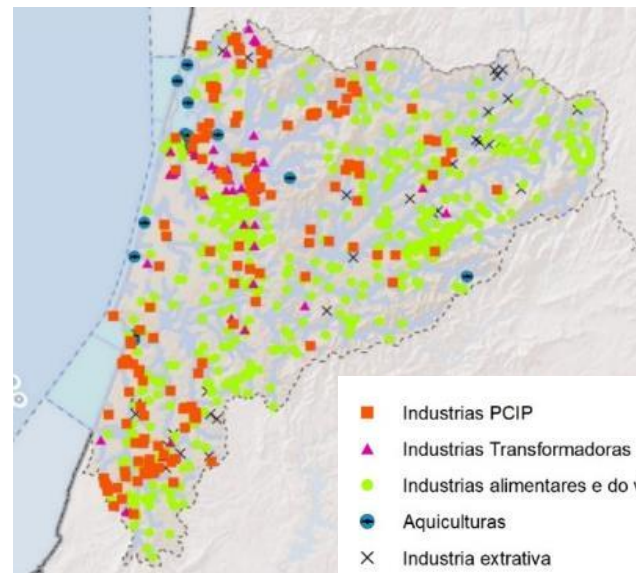 Industrias PCIP
Industrias Transformadoras
Industrias alimentares e do
Aquiculturas
Industria extrativa